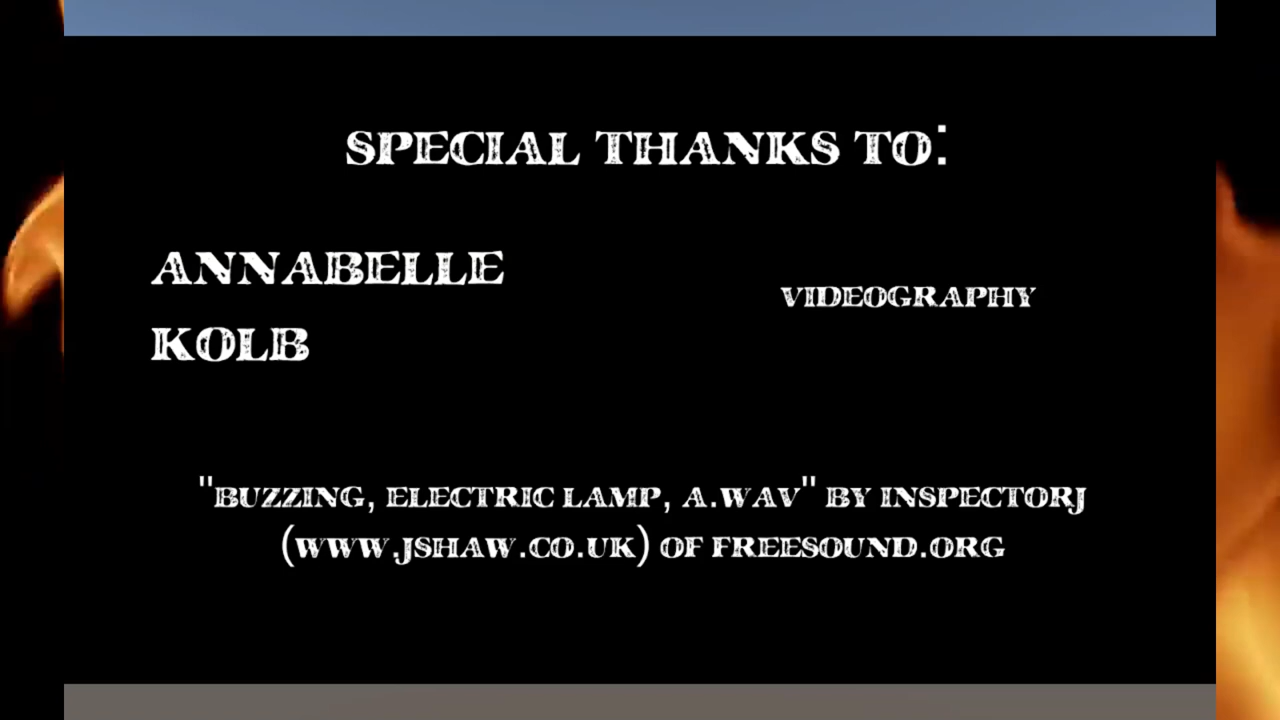 SPECIAL THANKS TO:
ANNABELLE
KOLB
VIDEOGRAPHY
"BUZZING, ELECTRIC LAMP, A.WAV" BY INSPECTORJ
(WWW.JSHAW.CO.UK) OF FREESOUND.ORG